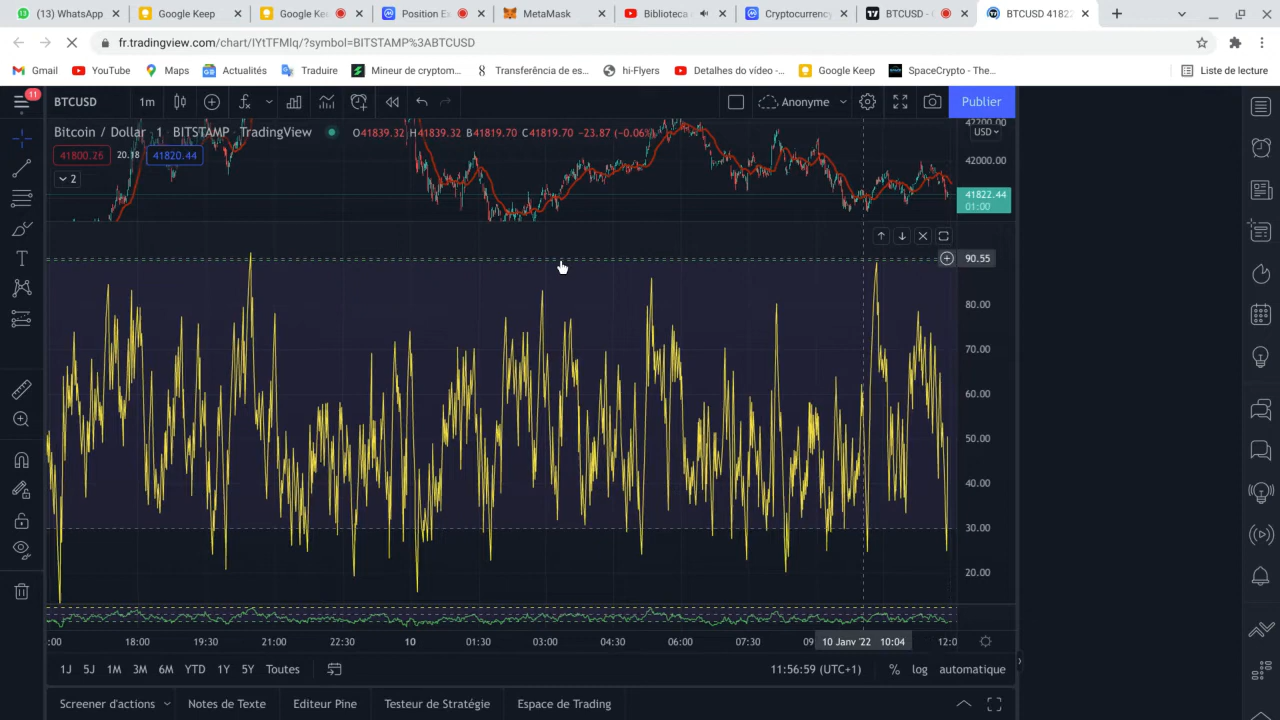 (13) WhatsApp
Google Keep
Google Kee
Position Ex
MetaMask
Biblioteca
Cryptocurrency
BTCUSD - G
BTCUSD 41822
fr.tradingview.com/chart/IYtTFMlq/?symbol=BITSTAMP%3ABTCUSD
Gmail
YouTube
Maps
Actualités
Traduire
Mineur de cryptom...
Transferência de es...
hi-Flyers
Detalhes do vídeo -...
Google Keep
SpaceCrypto - The...
Liste de lecture
11
BTCUSD
1m
Anonyme
Publier
Bitcoin / Dollar 1 BITSTAMP TradingView
O41839.32 H41839.32 B41819.70 C41819.70 -23.87 (-0.06%)
42200.00
USD
41800.26
20.18
41820.44
42000.00
2
41822.44
01:00
90.55
80.00
70.00
60.00
50.00
40.00
30.00
20.00
:00
18:00
19:30
21:00
22:30
10
01:30
03:00
04:30
06:00
07:30
09
10 Janv '22 10:04
12:0
1J
5J
1M
3M
6M
YTD
1Y
5Y
Toutes
11:56:59 (UTC+1)
%
log
automatique
Screener d'actions
Notes de Texte
Editeur Pine
Testeur de Stratégie
Espace de Trading